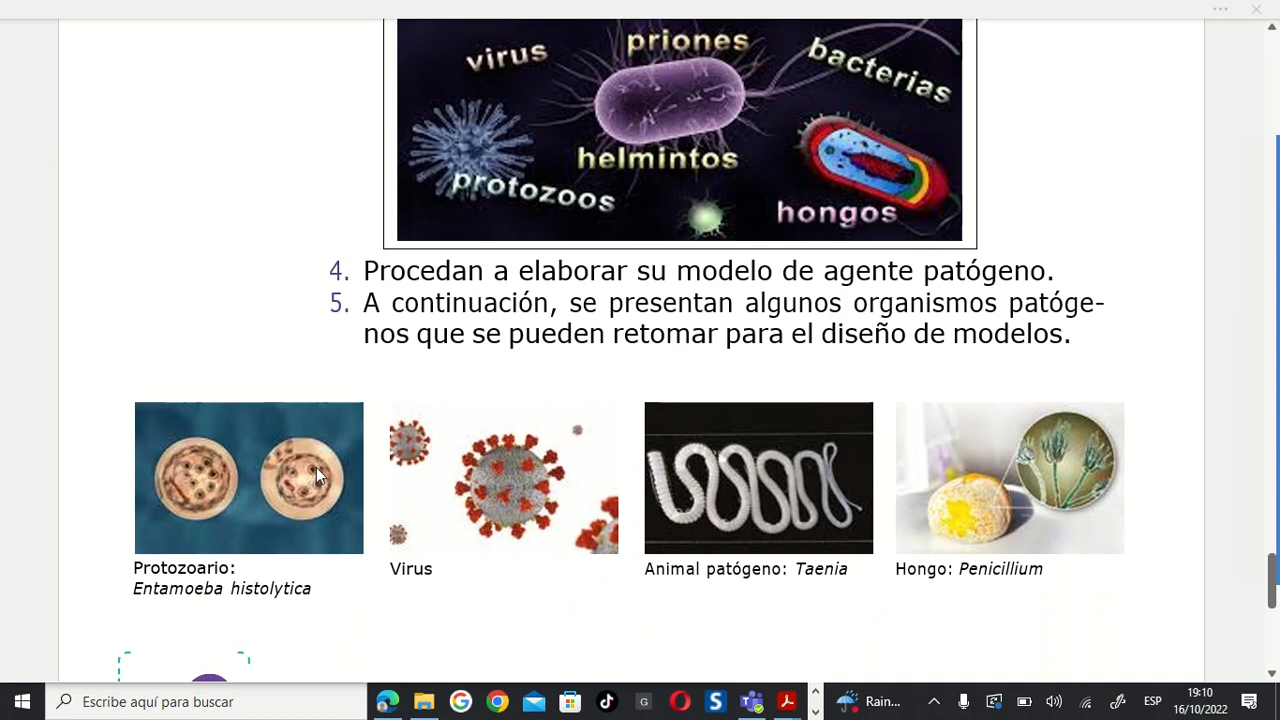 virus
priones
bacterias
helmintos
protozoos
hongos
4. Procedan a elaborar su modelo de agente patógeno.
5. A continuación, se presentan algunos organismos patóge-
nos que se pueden retomar para el diseño de modelos.
Protozoario:
Entamoeba histolytica
Virus
Animal patógeno: Taenia
Hongo: Penicillium
Escribe aquí para buscar
G
S
Rain...
ESP
19:10
16/10/2022